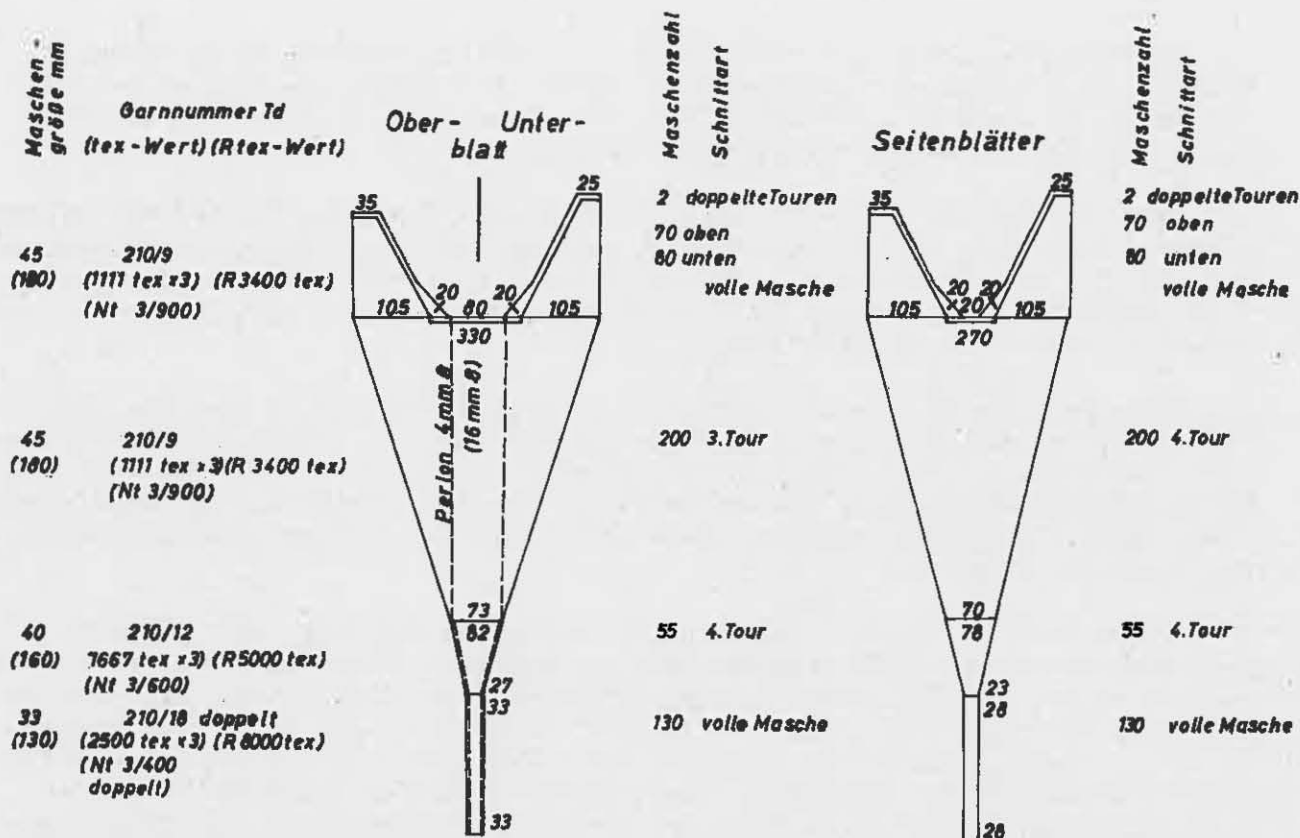 Maschen-
größe mm
Garnnummer Td
(tex-Wert) (Rtex-Wert)
Ober- Unter-
blatt
Maschenzahl
Schnittart
Seitenblätter
Maschenzahl
Schnittart
35
25
2 doppelte Touren
70 oben
80 unten
volle Masche
35
25
2 doppelte Touren
70 oben
80 unten
volle Masche
45
(180)
210/9
(1111 tex x3) (R3400 tex)
(Nt 3/900)
20
20
105
80
105
330
20
20
105
20
105
270
Perlon 4mm Ø
(16mm Ø)
45
(180)
210/9
(1111 tex x3)(R 3400 tex)
(Nt 3/900)
200 3.Tour
200 4.Tour
40
(160)
210/12
1667 tex x3) (R5000 tex)
(Nt 3/600)
73
82
55 4.Tour
70
78
55 4.Tour
27
33
23
28
33
(130)
210/18 doppelt
(2500 tex x3) (R8000tex)
(Nt 3/400
doppelt)
130 volle Masche
130 volle Masche
33
28